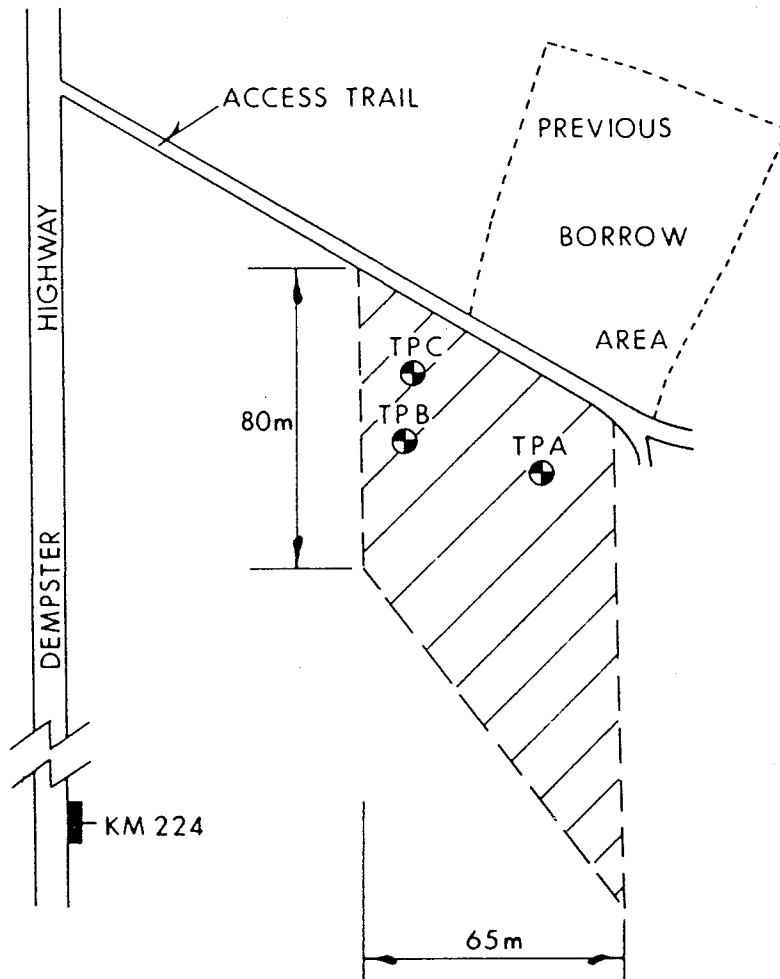 ACCESS TRAIL
PREVIOUS
BORROW
AREA
DEMPSTER HIGHWAY
TPC
80m
TPB
TPA
KM 224
65m